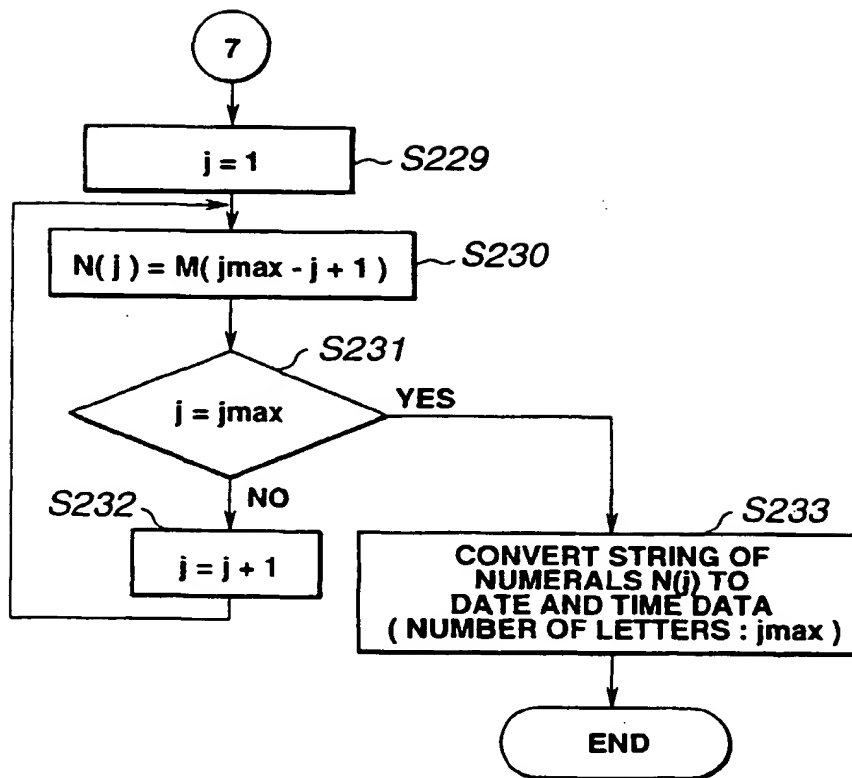 7
j = 1
S229
N( j ) = M( jmax - j + 1 )
S230
S231
j = jmax
YES
NO
S232
j = j + 1
S233
CONVERT STRING OF
NUMERALS N(j) TO
DATE AND TIME DATA
( NUMBER OF LETTERS : jmax )
END